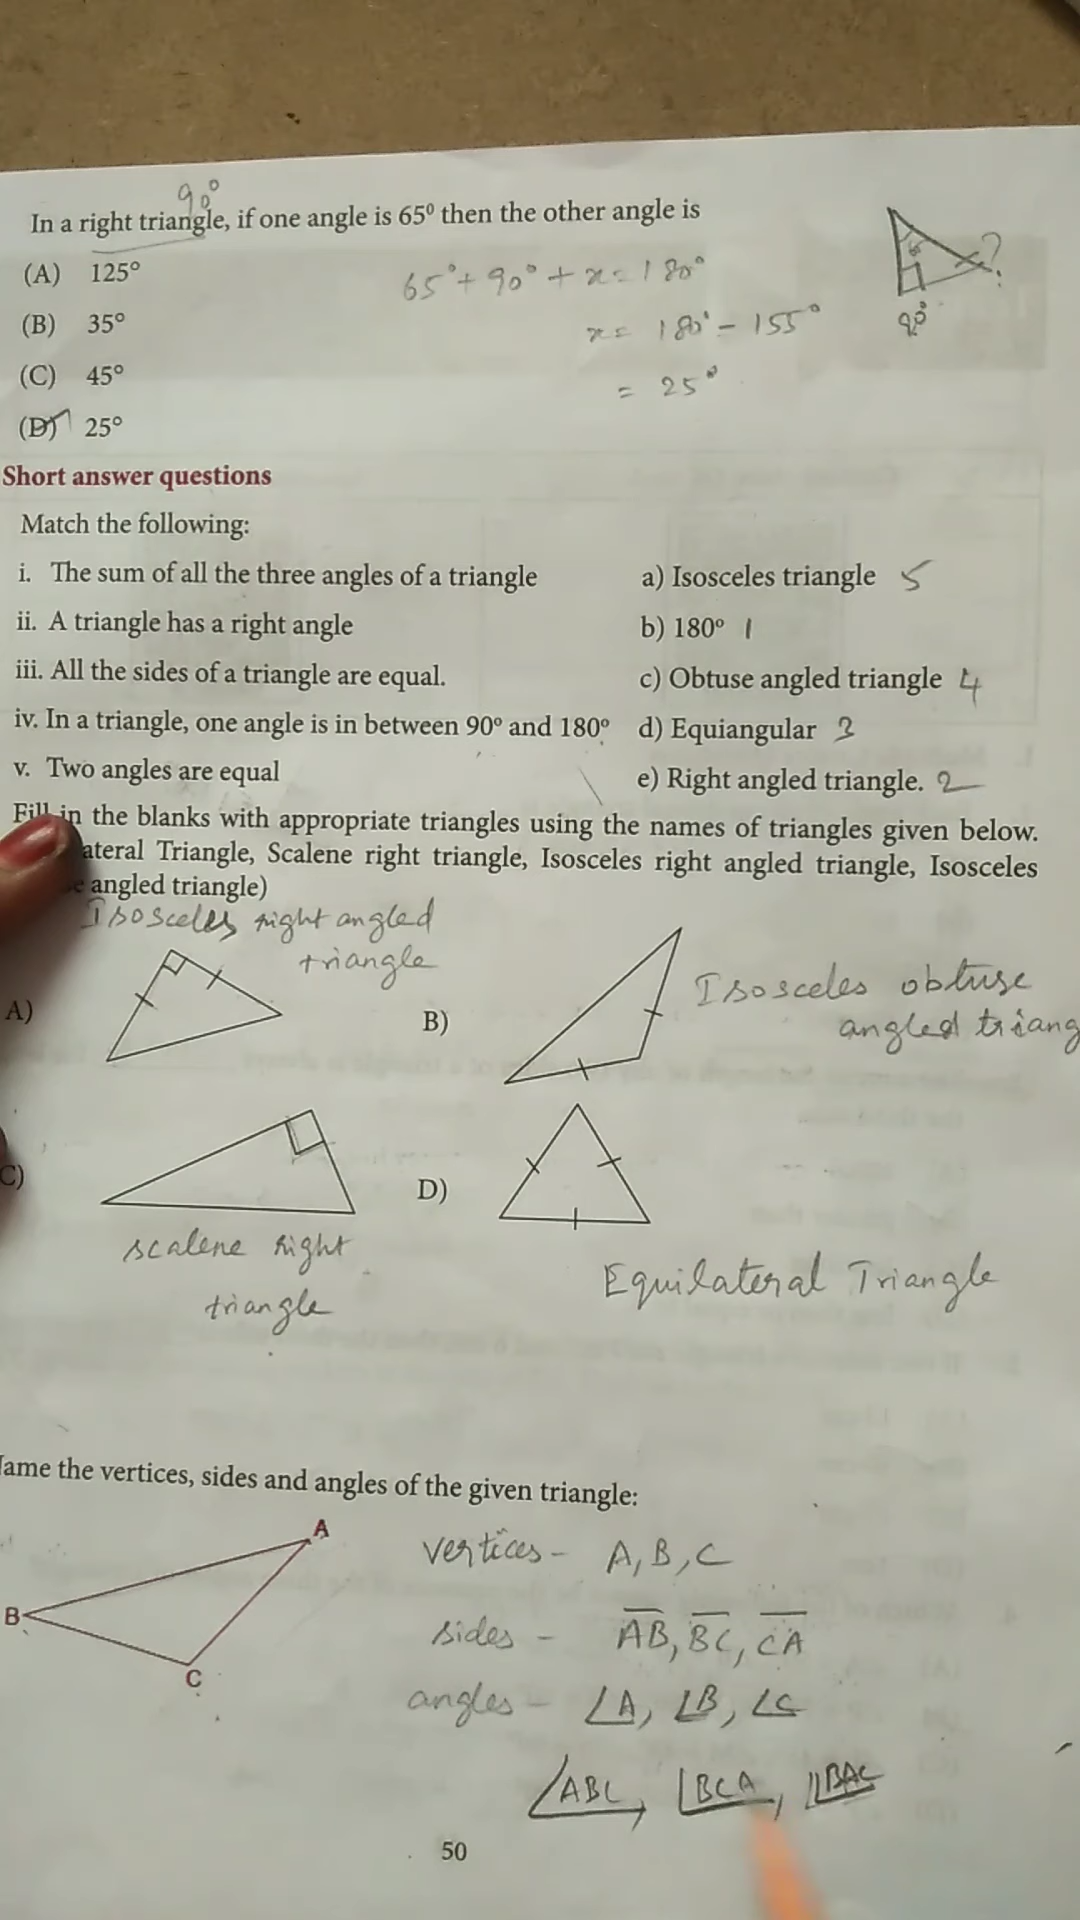 90°
In a right triangle, if one angle is 65⁰ then the other angle is
(A) 125°
65° + 90° + x = 180°
?
90°
(B) 35°
x = 180° - 155°
(C) 45°
= 25°
(D) 25°
Short answer questions
Match the following:
i. The sum of all the three angles of a triangle a) Isosceles triangle 5
ii. A triangle has a right angle b) 180° 1
iii. All the sides of a triangle are equal. c) Obtuse angled triangle 4
iv. In a triangle, one angle is in between 90° and 180° d) Equiangular 3
v. Two angles are equal e) Right angled triangle. 2
Fill in the blanks with appropriate triangles using the names of triangles given below.
ateral Triangle, Scalene right triangle, Isosceles right angled triangle, Isosceles
e angled triangle)
Isosceles right angled
triangle
A)
B)
Isosceles obtuse
angled triang
C)
D)
scalene right
triangle
Equilateral Triangle
ame the vertices, sides and angles of the given triangle:
A
B
C
vertices - A, B, C
sides - AB, BC, CA
angles - ∠A, ∠B, ∠C
∠ABC, ∠BCA, ∠BAC
50